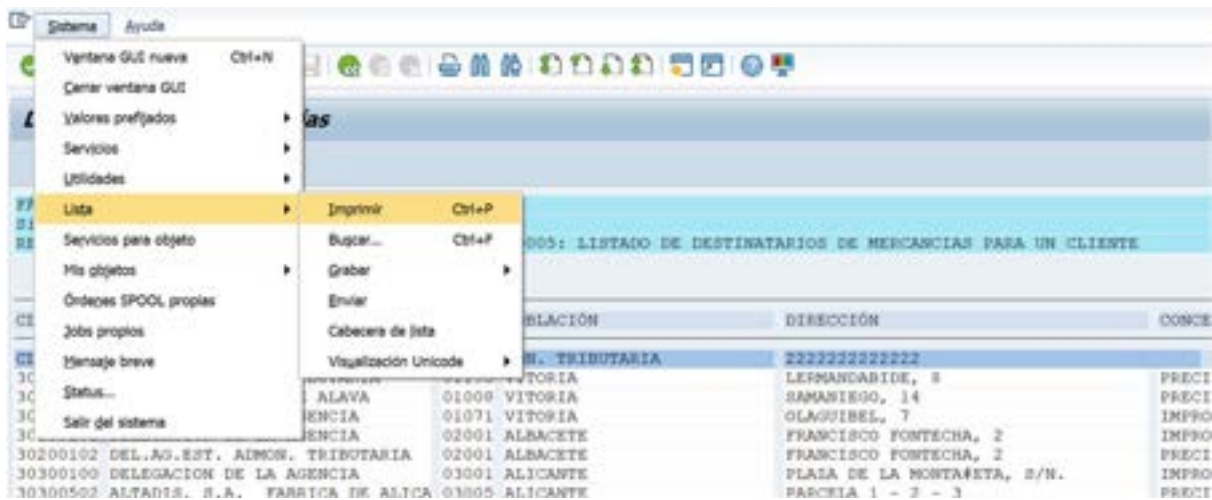 Sistema Ayuda
Ventana GUI nueva Ctrl+N
Cerrar ventana GUI
Valores prefijados
as
Servicios
Utilidades
Lista
Imprimir Ctrl+P
Servicios para objeto
Buscar... Ctrl+F
005: LISTADO DE DESTINATARIOS DE MERCANCIAS PARA UN CLIENTE
Mis objetos
Grabar
Órdenes SPOOL propias
Enviar
Jobs propios
Cabecera de lista
BLACIÓN DIRECCIÓN CONCE
Mensaje breve
Visualización Unicode
N. TRIBUTARIA 2222222222222
VITORIA LERMANDABIDE, 8 PRECI
Status...
ALAVA 01008 VITORIA SAMANIEGO, 14 PRECI
Salir del sistema
ENCIA 01071 VITORIA OLAGUIBEL, 7 IMPRO
ENCIA 02001 ALBACETE FRANCISCO FONTECHA, 2 IMPRO
30200102 DEL.AG.EST. ADMON. TRIBUTARIA 02001 ALBACETE FRANCISCO FONTECHA, 2 PRECI
30300100 DELEGACION DE LA AGENCIA 03001 ALICANTE PLAZA DE LA MONTA#ETA, S/N. IMPRO
30300502 ALTADIS, S.A. FABRICA DE ALICA 03005 ALICANTE PARCELA 1 - 2 - 3 PRECI